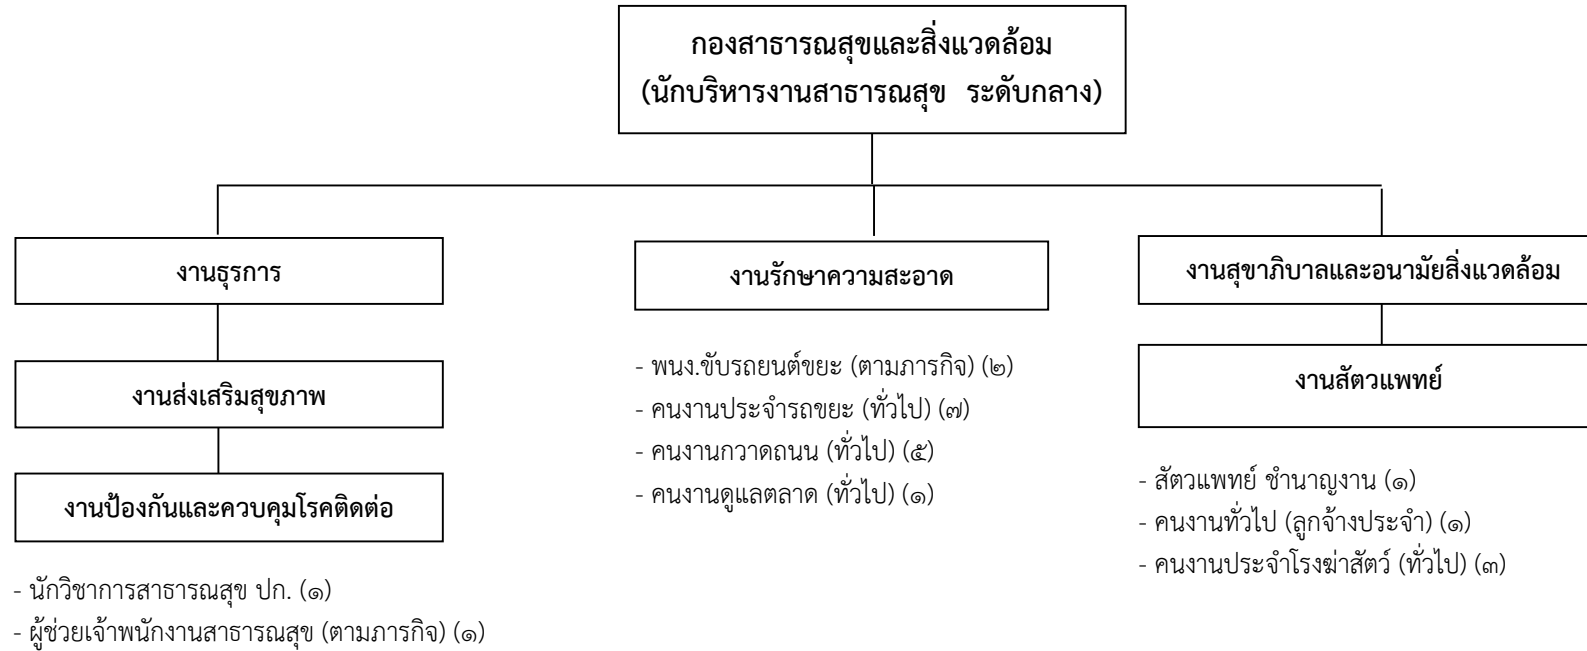 กองสาธารณสุขและสิ่งแวดล้อม
(นักบริหารงานสาธารณสุข ระดับกลาง)
งานธุรการ
งานส่งเสริมสุขภาพ
งานป้องกันและควบคุมโรคติดต่อ
- นักวิชาการสาธารณสุข ปก. (๑)
- ผู้ช่วยเจ้าพนักงานสาธารณสุข (ตามภารกิจ) (๑)
งานรักษาความสะอาด
- พนง.ขับรถยนต์ขยะ (ตามภารกิจ) (๒)
- คนงานประจำรถขยะ (ทั่วไป) (๗)
- คนงานกวาดถนน (ทั่วไป) (๕)
- คนงานดูแลตลาด (ทั่วไป) (๑)
งานสุขาภิบาลและอนามัยสิ่งแวดล้อม
งานสัตวแพทย์
- สัตวแพทย์ ชำนาญงาน (๑)
- คนงานทั่วไป (ลูกจ้างประจำ) (๑)
- คนงานประจำโรงฆ่าสัตว์ (ทั่วไป) (๓)